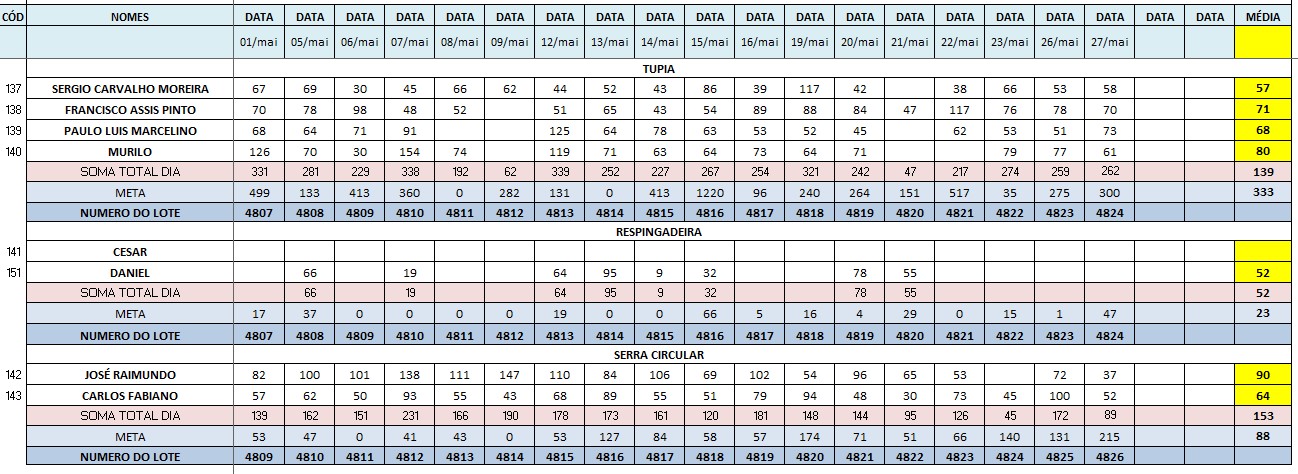 CÓD NOMES DATA DATA DATA DATA DATA DATA DATA DATA DATA DATA DATA DATA DATA DATA DATA DATA DATA DATA DATA DATA MÉDIA
01/mai 05/mai 06/mai 07/mai 08/mai 09/mai 12/mai 13/mai 14/mai 15/mai 16/mai 19/mai 20/mai 21/mai 22/mai 23/mai 26/mai 27/mai
TUPIA
137 SERGIO CARVALHO MOREIRA 67 69 30 45 66 62 44 52 43 86 39 117 42 38 66 53 58 57
138 FRANCISCO ASSIS PINTO 70 78 98 48 52 51 65 43 54 89 88 84 47 117 76 78 70 71
139 PAULO LUIS MARCELINO 68 64 71 91 125 64 78 63 53 52 45 62 53 51 73 68
140 MURILO 126 70 30 154 74 119 71 63 64 73 64 71 79 77 61 80
SOMA TOTAL DIA 331 281 229 338 192 62 339 252 227 267 254 321 242 47 217 274 259 262 139
META 499 133 413 360 0 282 131 0 413 1220 96 240 264 151 517 35 275 300 333
NUMERO DO LOTE 4807 4808 4809 4810 4811 4812 4813 4814 4815 4816 4817 4818 4819 4820 4821 4822 4823 4824
RESPINGADEIRA
141 CESAR
151 DANIEL 66 19 64 95 9 32 78 55 52
SOMA TOTAL DIA 66 19 64 95 9 32 78 55 52
META 17 37 0 0 0 0 19 0 0 66 5 16 4 29 0 15 1 47 23
NUMERO DO LOTE 4807 4808 4809 4810 4811 4812 4813 4814 4815 4816 4817 4818 4819 4820 4821 4822 4823 4824
SERRA CIRCULAR
142 JOSÉ RAIMUNDO 82 100 101 138 111 147 110 84 106 69 102 54 96 65 53 72 37 90
143 CARLOS FABIANO 57 62 50 93 55 43 68 89 55 51 79 94 48 30 73 45 100 52 64
SOMA TOTAL DIA 139 162 151 231 166 190 178 173 161 120 181 148 144 95 126 45 172 89 153
META 53 47 0 41 43 0 53 127 84 58 57 174 71 51 66 140 131 215 88
NUMERO DO LOTE 4809 4810 4811 4812 4813 4814 4815 4816 4817 4818 4819 4820 4821 4822 4823 4824 4825 4826